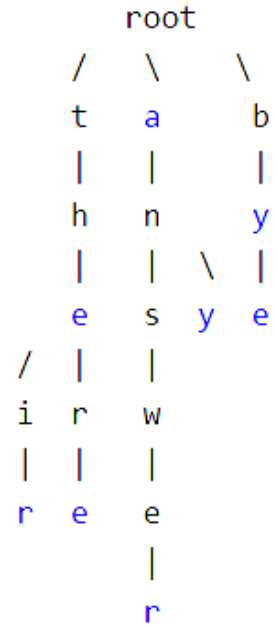 root
/ \ \
t a b
| | |
h n y
| | \ |
e s y e
/ | |
i r w
| | |
r e e
|
r